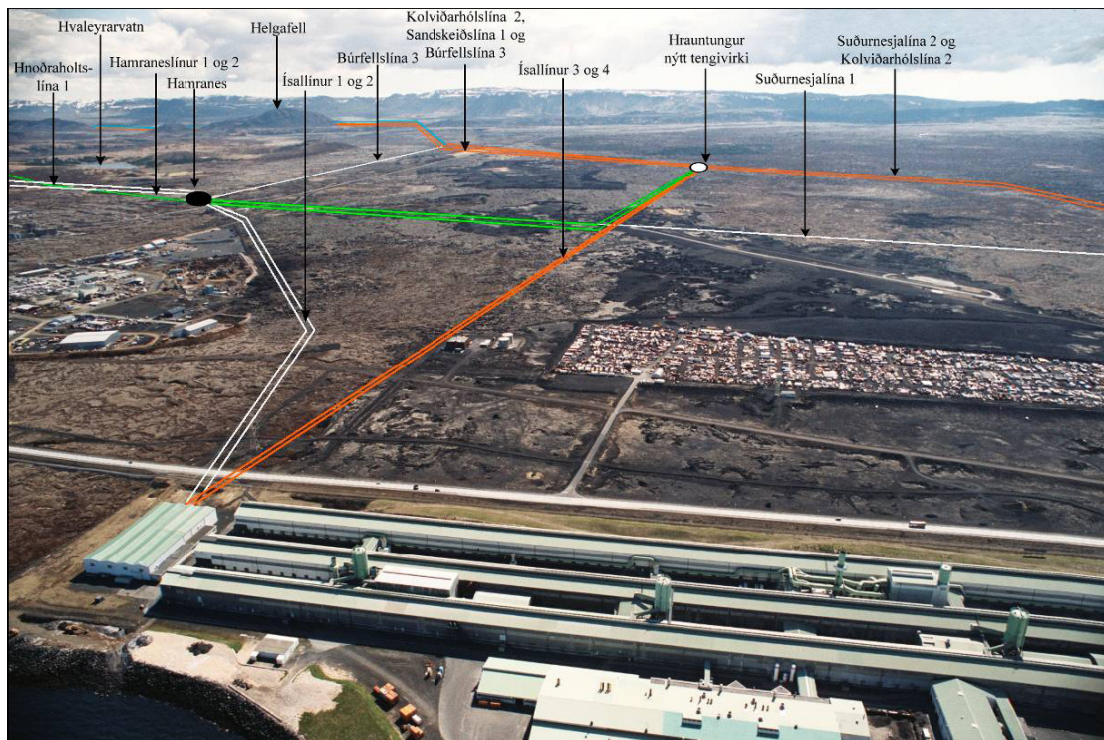 Hvaleyrarvatn
Hnoðraholts-
lína 1
Hamraneslínur 1 og 2
Hamranes
Helgafell
Ísallínur 1 og 2
Búrfellslína 3
Kolviðarhólslína 2,
Sandskeiðslína 1 og
Búrfellslína 3
Ísallínur 3 og 4
Hrauntungur
nýtt tengivirki
Suðurnesjalína 1
Suðurnesjalína 2 og
Kolviðarhólslína 2